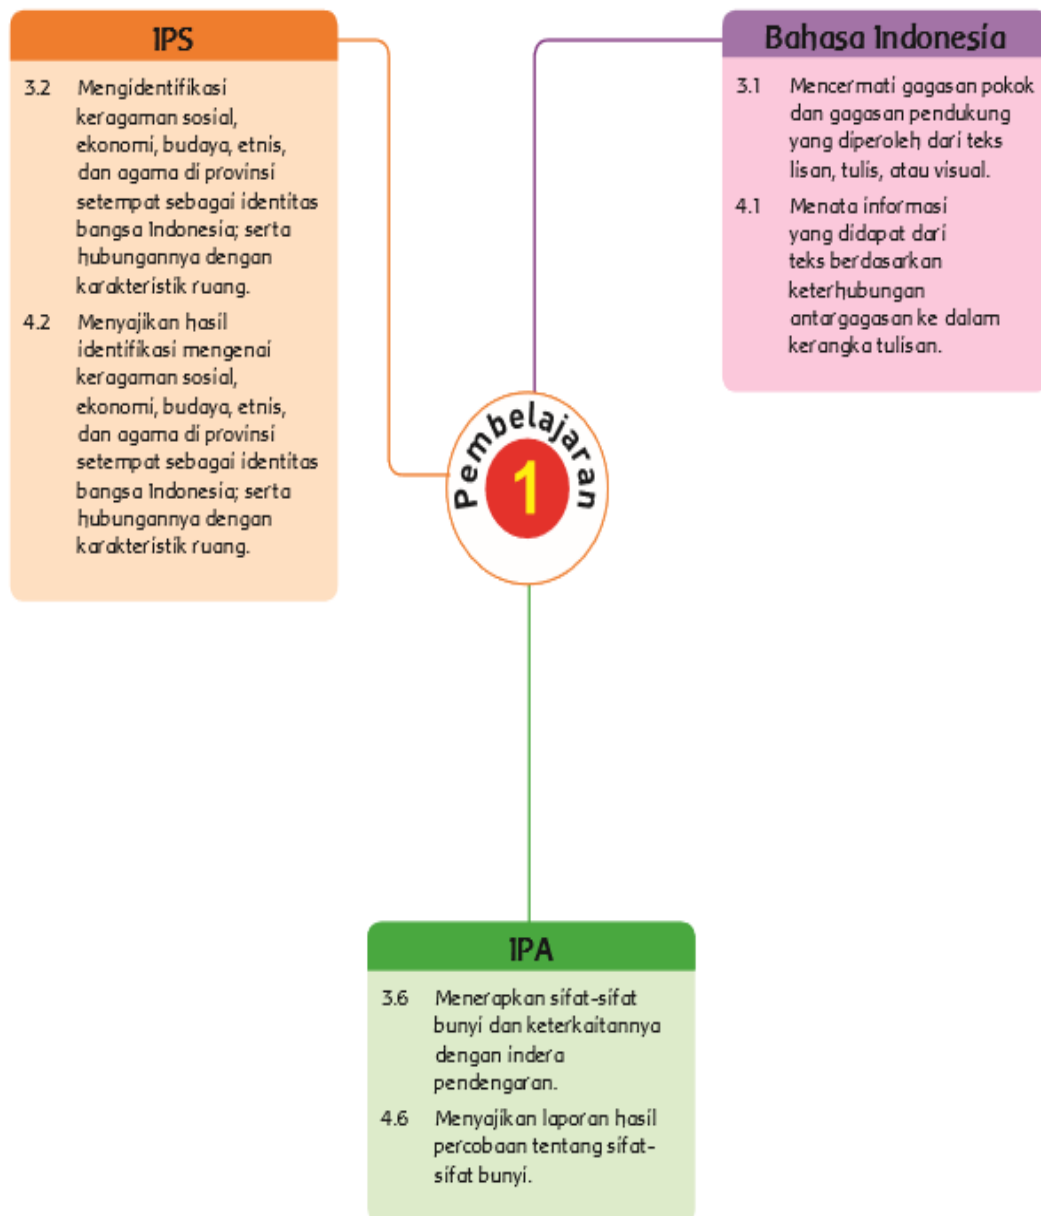 IPS
3.2 Mengidentifikasi
keragaman sosial,
ekonomi, budaya, etnis,
dan agama di provinsi
setempat sebagai identitas
bangsa Indonesia; serta
hubungannya dengan
karakteristik ruang.
4.2 Menyajikan hasil
identifikasi mengenai
keragaman sosial,
ekonomi, budaya, etnis,
dan agama di provinsi
setempat sebagai identitas
bangsa Indonesia; serta
hubungannya dengan
karakteristik ruang.
Bahasa Indonesia
3.1 Mencermati gagasan pokok
dan gagasan pendukung
yang diperoleh dari teks
lisan, tulis, atau visual.
4.1 Menata informasi
yang didapat dari
teks berdasarkan
keterhubungan
antargagasan ke dalam
kerangka tulisan.
Pembelajaran
1
IPA
3.6 Menerapkan sifat-sifat
bunyi dan keterkaitannya
dengan indera
pendengaran.
4.6 Menyajikan laporan hasil
percobaan tentang sifat-
sifat bunyi.